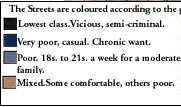 The Streets are coloured according to the g
Lowest class.Vicious, semi-criminal.
Very poor, casual. Chronic want.
Poor. 18s. to 21s. a week for a moderate
family.
Mixed.Some comfortable, others poor.